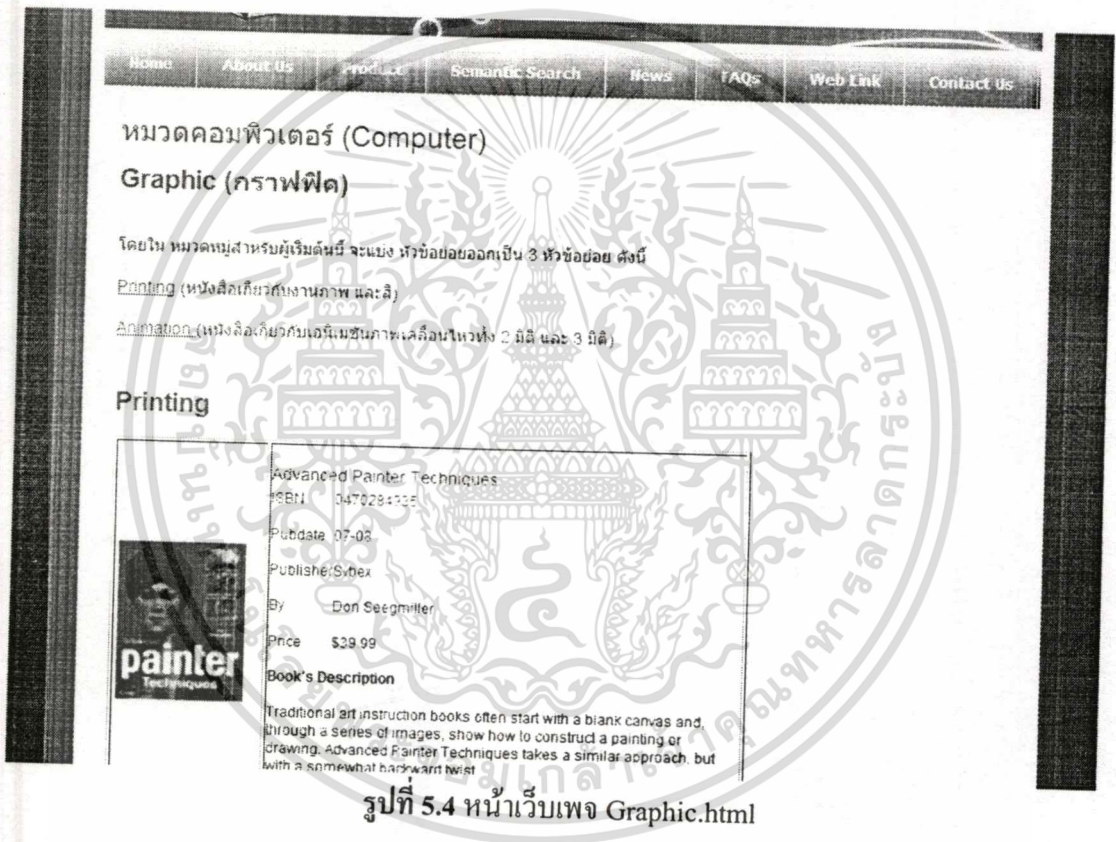 Home About Us Product Semantic Search News FAQs Web Link Contact Us
หมวดคอมพิวเตอร์ (Computer)
Graphic (กราฟฟิค)
โดยใน หมวดหมู่สำหรับผู้เริ่มต้นนี้ จะแบ่ง หัวข้อย่อยออกเป็น 3 หัวข้อย่อย ดังนี้
Printing (หนังสือเกี่ยวกับงานภาพ และสี)
Animation (หนังสือเกี่ยวกับเอนิเมชันภาพเคลื่อนไหวทั้ง 2 มิติ และ 3 มิติ)
Printing
Advanced Painter Techniques
ISBN
Pubdate 07-08
Publisher Sybex
By Don Seegmiller
Price
Book's Description
Traditional art instruction books often start with a blank canvas and,
through a series of images, show how to construct a painting or
drawing. Advanced Painter Techniques takes a similar approach, but
with a somewhat backward twist
painter
Techniques
รูปที่ 5.4 หน้าเว็บเพจ Graphic.html